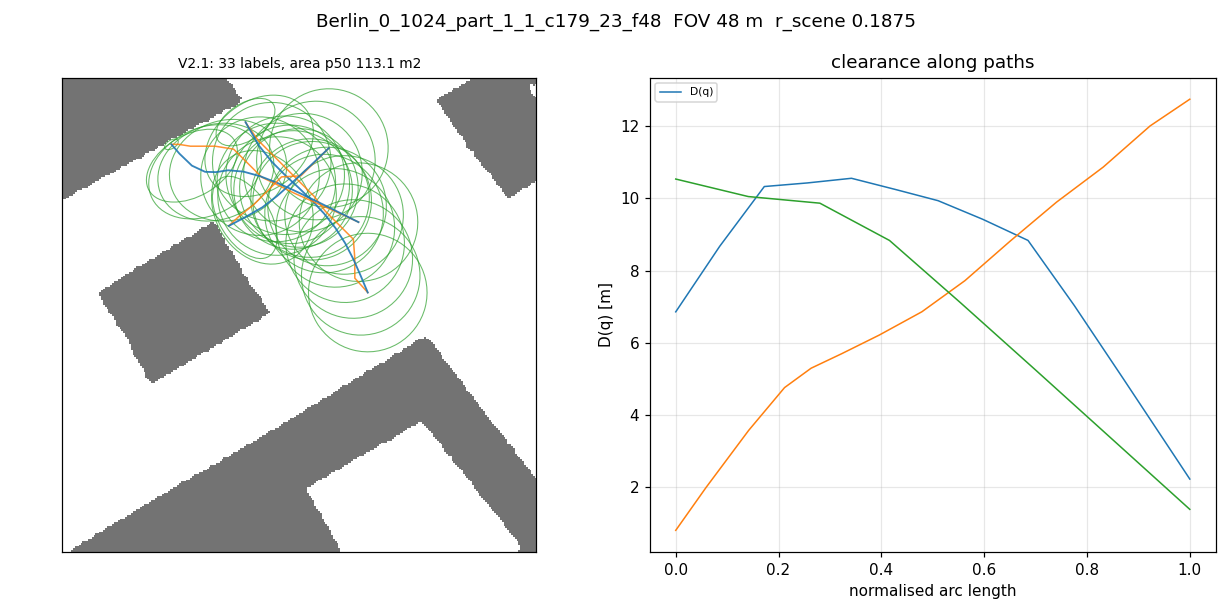 Berlin_0_1024_part_1_1_c179_23_f48  FOV 48 m  r_scene 0.1875
V2.1: 33 labels, area p50 113.1 m2
clearance along paths
D(q)
12
10
8
6
4
2
D(q) [m]
0.0 0.2 0.4 0.6 0.8 1.0
normalised arc length